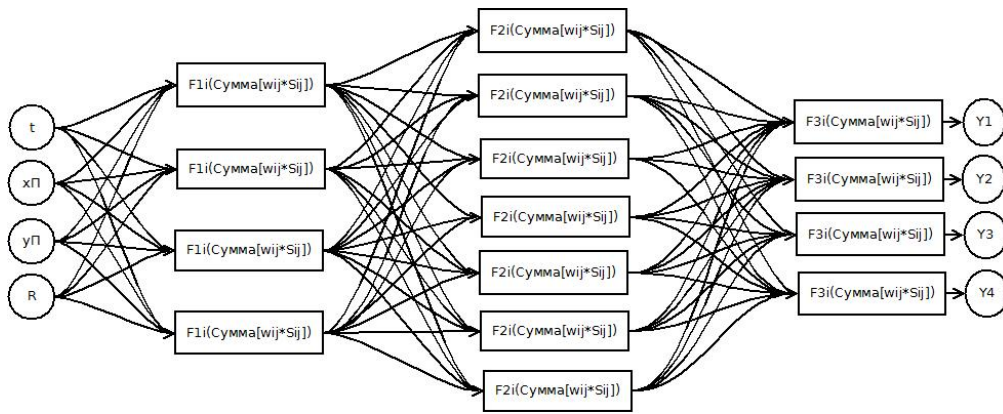 t
xП
yП
R
F1i(Сумма[wij*Sij])
F1i(Сумма[wij*Sij])
F1i(Сумма[wij*Sij])
F1i(Сумма[wij*Sij])
F2i(Сумма[wij*Sij])
F2i(Сумма[wij*Sij])
F2i(Сумма[wij*Sij])
F2i(Сумма[wij*Sij])
F2i(Сумма[wij*Sij])
F2i(Сумма[wij*Sij])
F2i(Сумма[wij*Sij])
F3i(Сумма[wij*Sij])
F3i(Сумма[wij*Sij])
F3i(Сумма[wij*Sij])
F3i(Сумма[wij*Sij])
Y1
Y2
Y3
Y4